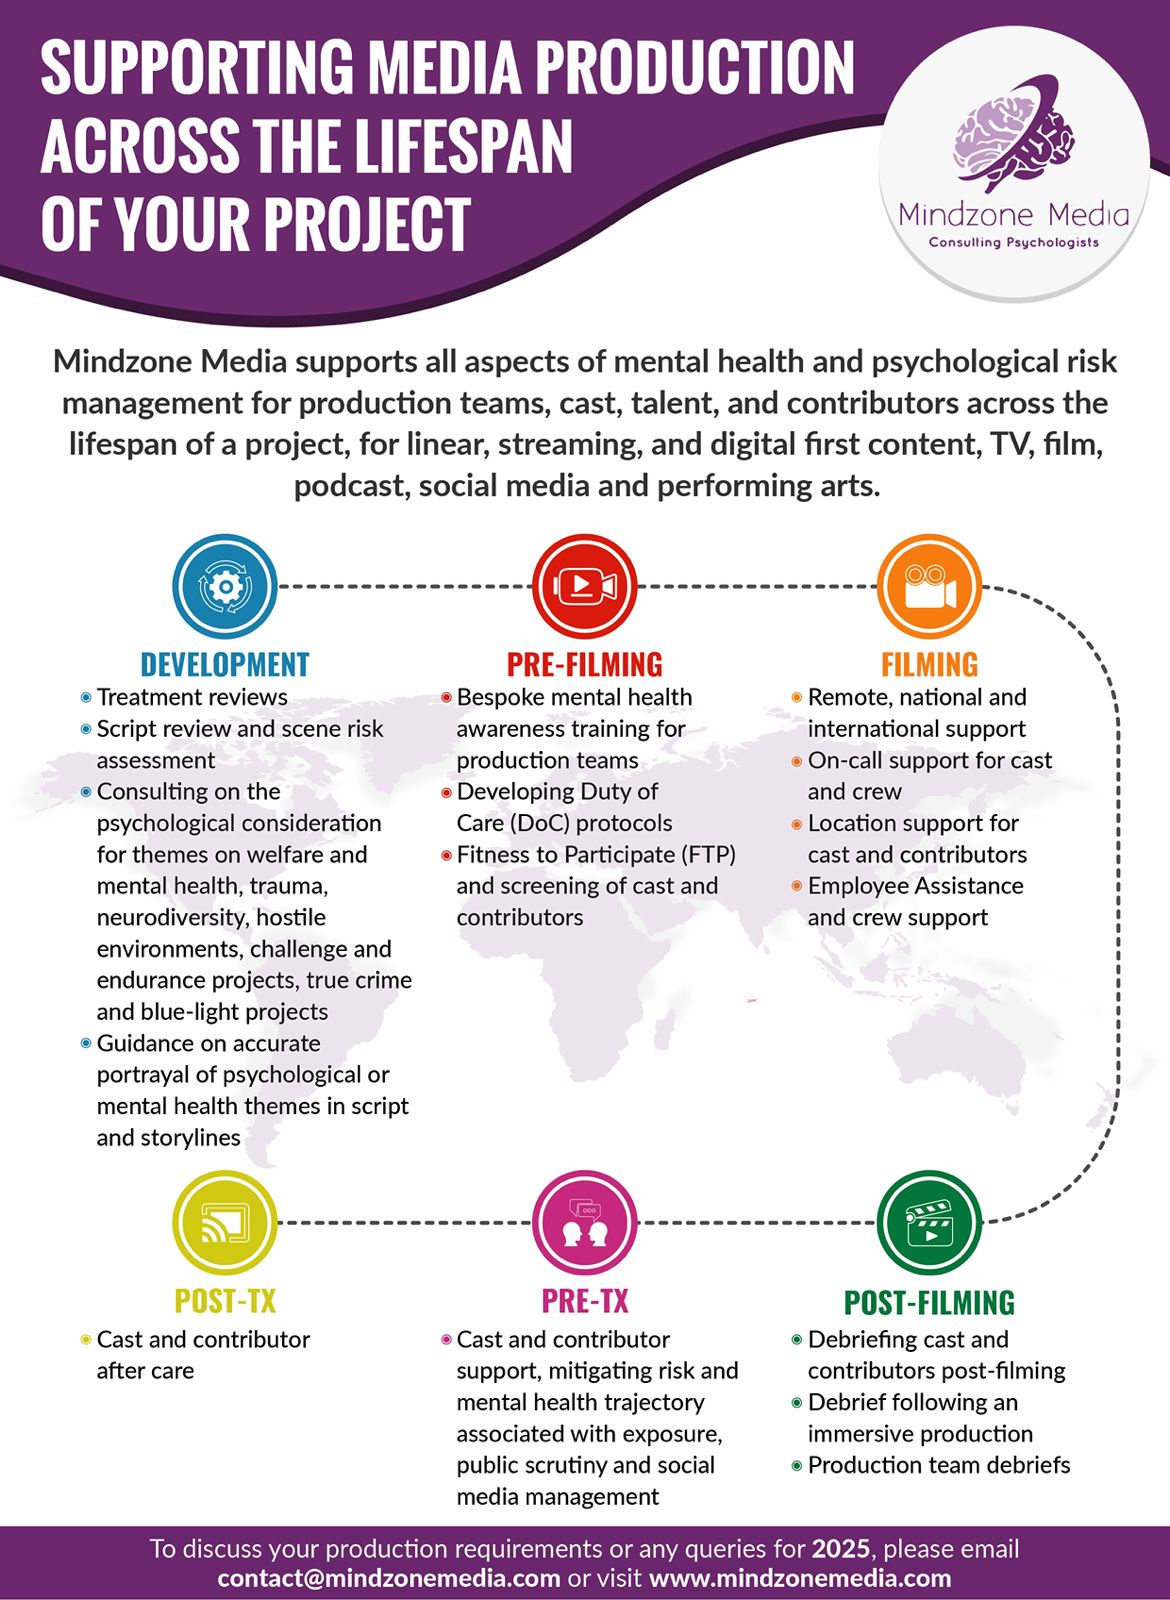 SUPPORTING MEDIA PRODUCTION
ACROSS THE LIFESPAN
OF YOUR PROJECT
Mindzone Media
Consulting Psychologists
Mindzone Media supports all aspects of mental health and psychological risk
management for production teams, cast, talent, and contributors across the
lifespan of a project, for linear, streaming, and digital first content, TV, film,
podcast, social media and performing arts.
DEVELOPMENT
Treatment reviews
Script review and scene risk
assessment
Consulting on the
psychological consideration
for themes on welfare and
mental health, trauma,
neurodiversity, hostile
environments, challenge and
endurance projects, true crime
and blue-light projects
Guidance on accurate
portrayal of psychological or
mental health themes in script
and storylines
PRE-FILMING
Bespoke mental health
awareness training for
production teams
Developing Duty of
Care (DoC) protocols
Fitness to Participate (FTP)
and screening of cast and
contributors
FILMING
Remote, national and
international support
On-call support for cast
and crew
Location support for
cast and contributors
Employee Assistance
and crew support
POST-FILMING
Debriefing cast and
contributors post-filming
Debrief following an
immersive production
Production team debriefs
PRE-TX
Cast and contributor
support, mitigating risk and
mental health trajectory
associated with exposure,
public scrutiny and social
media management
POST-TX
Cast and contributor
after care
To discuss your production requirements or any queries for 2025, please email
contact@mindzonemedia.com or visit www.mindzonemedia.com